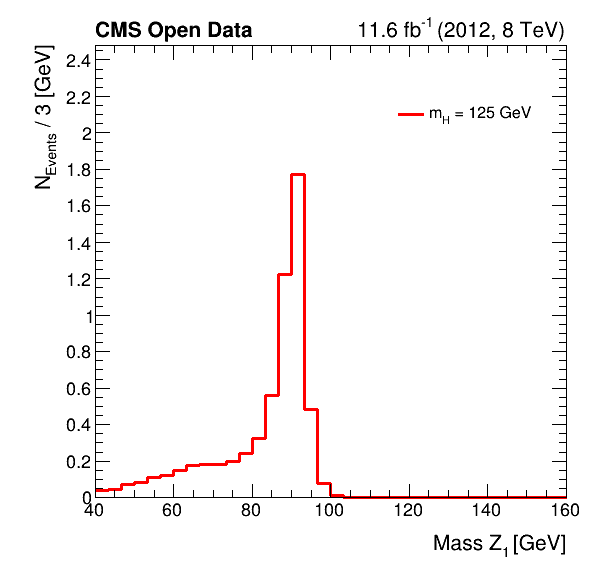 CMS Open Data 11.6 fb⁻¹ (2012, 8 TeV)
N_Events / 3 [GeV]
m_H = 125 GeV
2.4
2.2
2
1.8
1.6
1.4
1.2
1
0.8
0.6
0.4
0.2
0
40 60 80 100 120 140 160
Mass Z₁ [GeV]